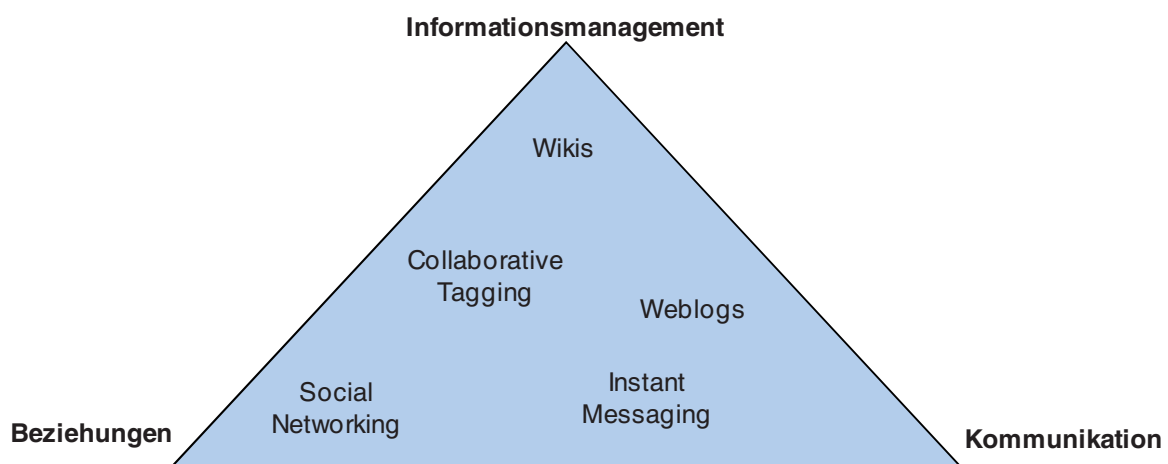 Informationsmanagement
Wikis
Collaborative
Tagging
Weblogs
Social
Networking
Instant
Messaging
Beziehungen
Kommunikation